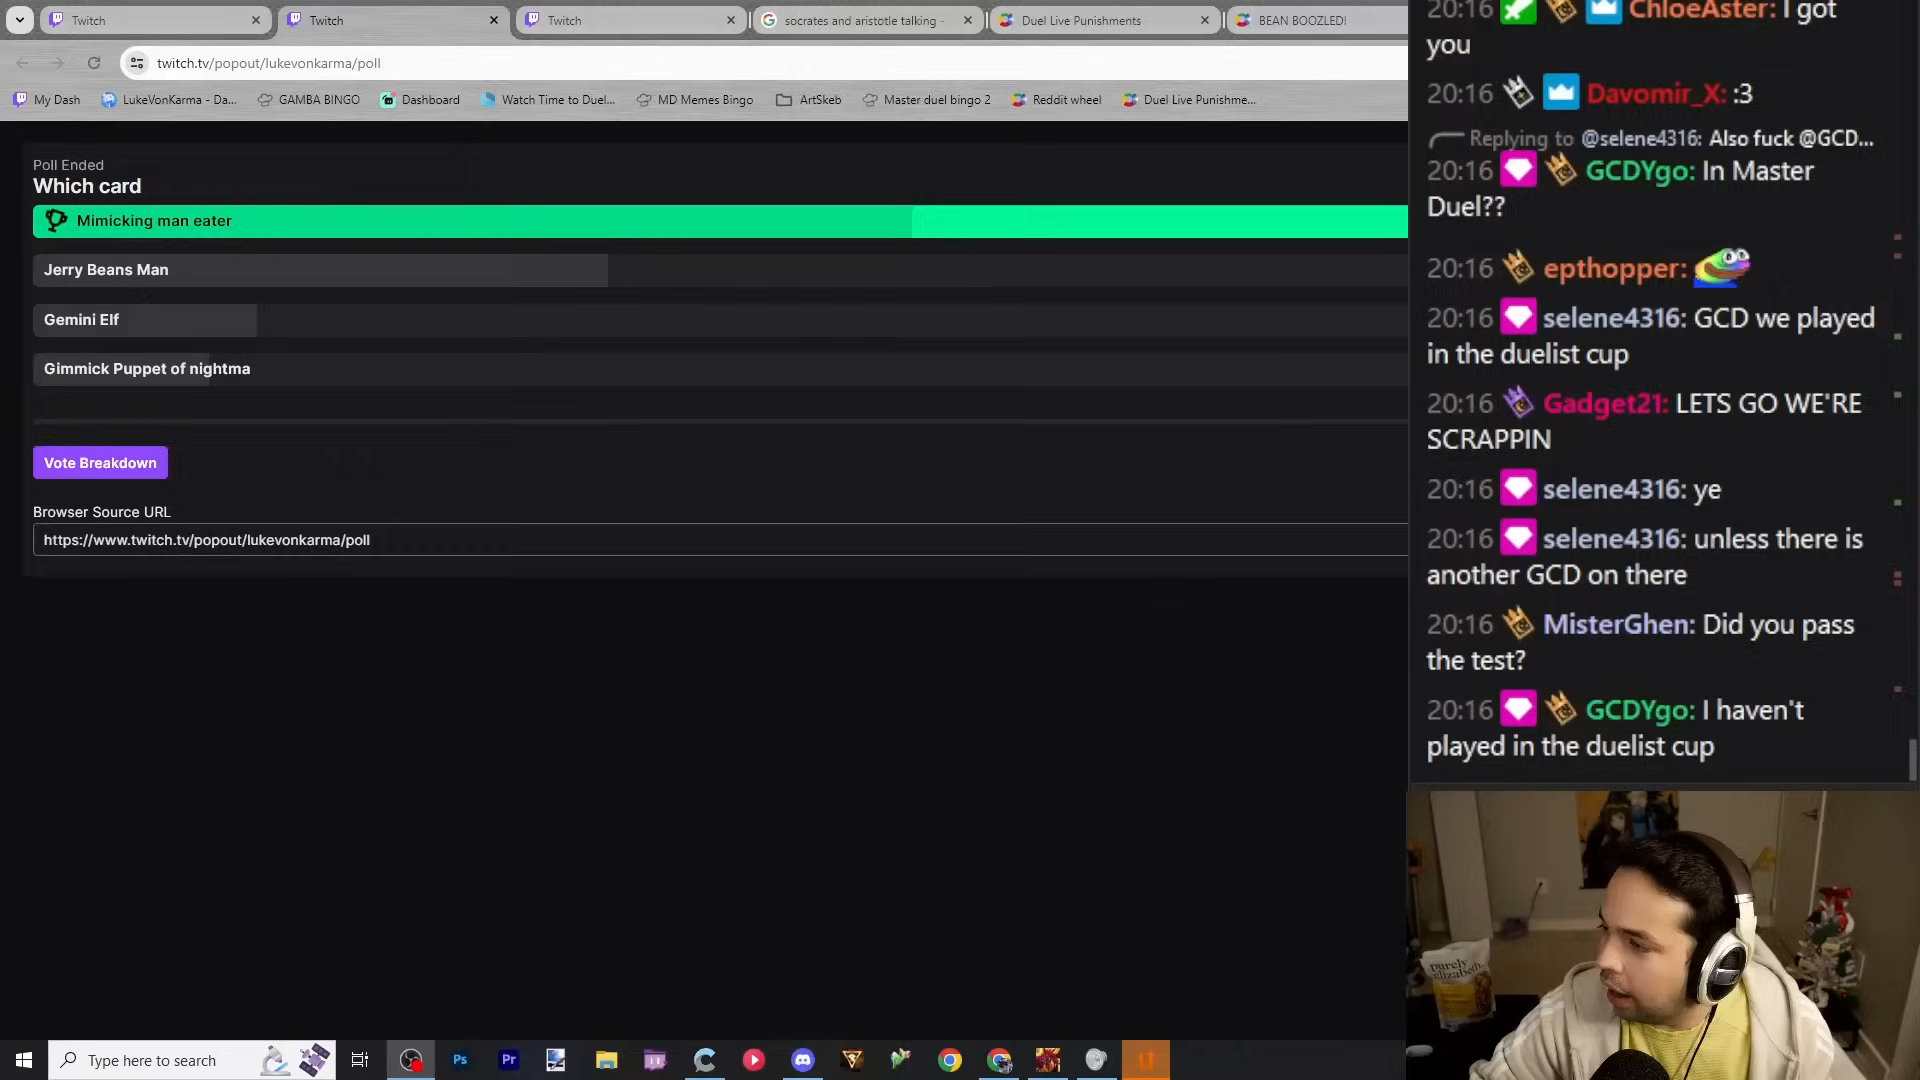 Twitch
Twitch
Twitch
socrates and aristotle talking -
Duel Live Punishments
BEAN BOOZLED!
twitch.tv/popout/lukevonkarma/poll
My Dash
LukeVonKarma - Da...
GAMBA BINGO
Dashboard
Watch Time to Duel...
MD Memes Bingo
ArtSkeb
Master duel bingo 2
Reddit wheel
Duel Live Punishme...
Poll Ended
Which card
Mimicking man eater
Jerry Beans Man
Gemini Elf
Gimmick Puppet of nightma
Vote Breakdown
Browser Source URL
https://www.twitch.tv/popout/lukevonkarma/poll
20:16 ChloeAster: I got
you
20:16 Davomir_X: :3
Replying to @selene4316: Also fuck @GCD...
20:16 GCDYgo: In Master
Duel??
20:16 epthopper:
20:16 selene4316: GCD we played
in the duelist cup
20:16 Gadget21: LETS GO WE'RE
SCRAPPIN
20:16 selene4316: ye
20:16 selene4316: unless there is
another GCD on there
20:16 MisterGhen: Did you pass
the test?
20:16 GCDYgo: I haven't
played in the duelist cup
purely
elizabeth.
Type here to search
Ps
Pr